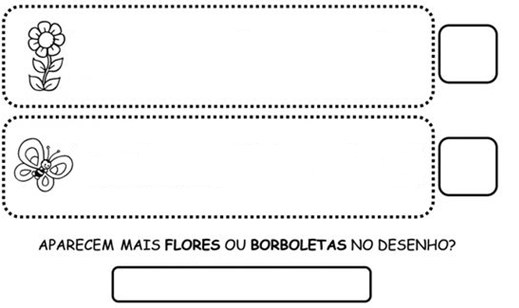 APARECEM MAIS FLORES OU BORBOLETAS NO DESENHO?